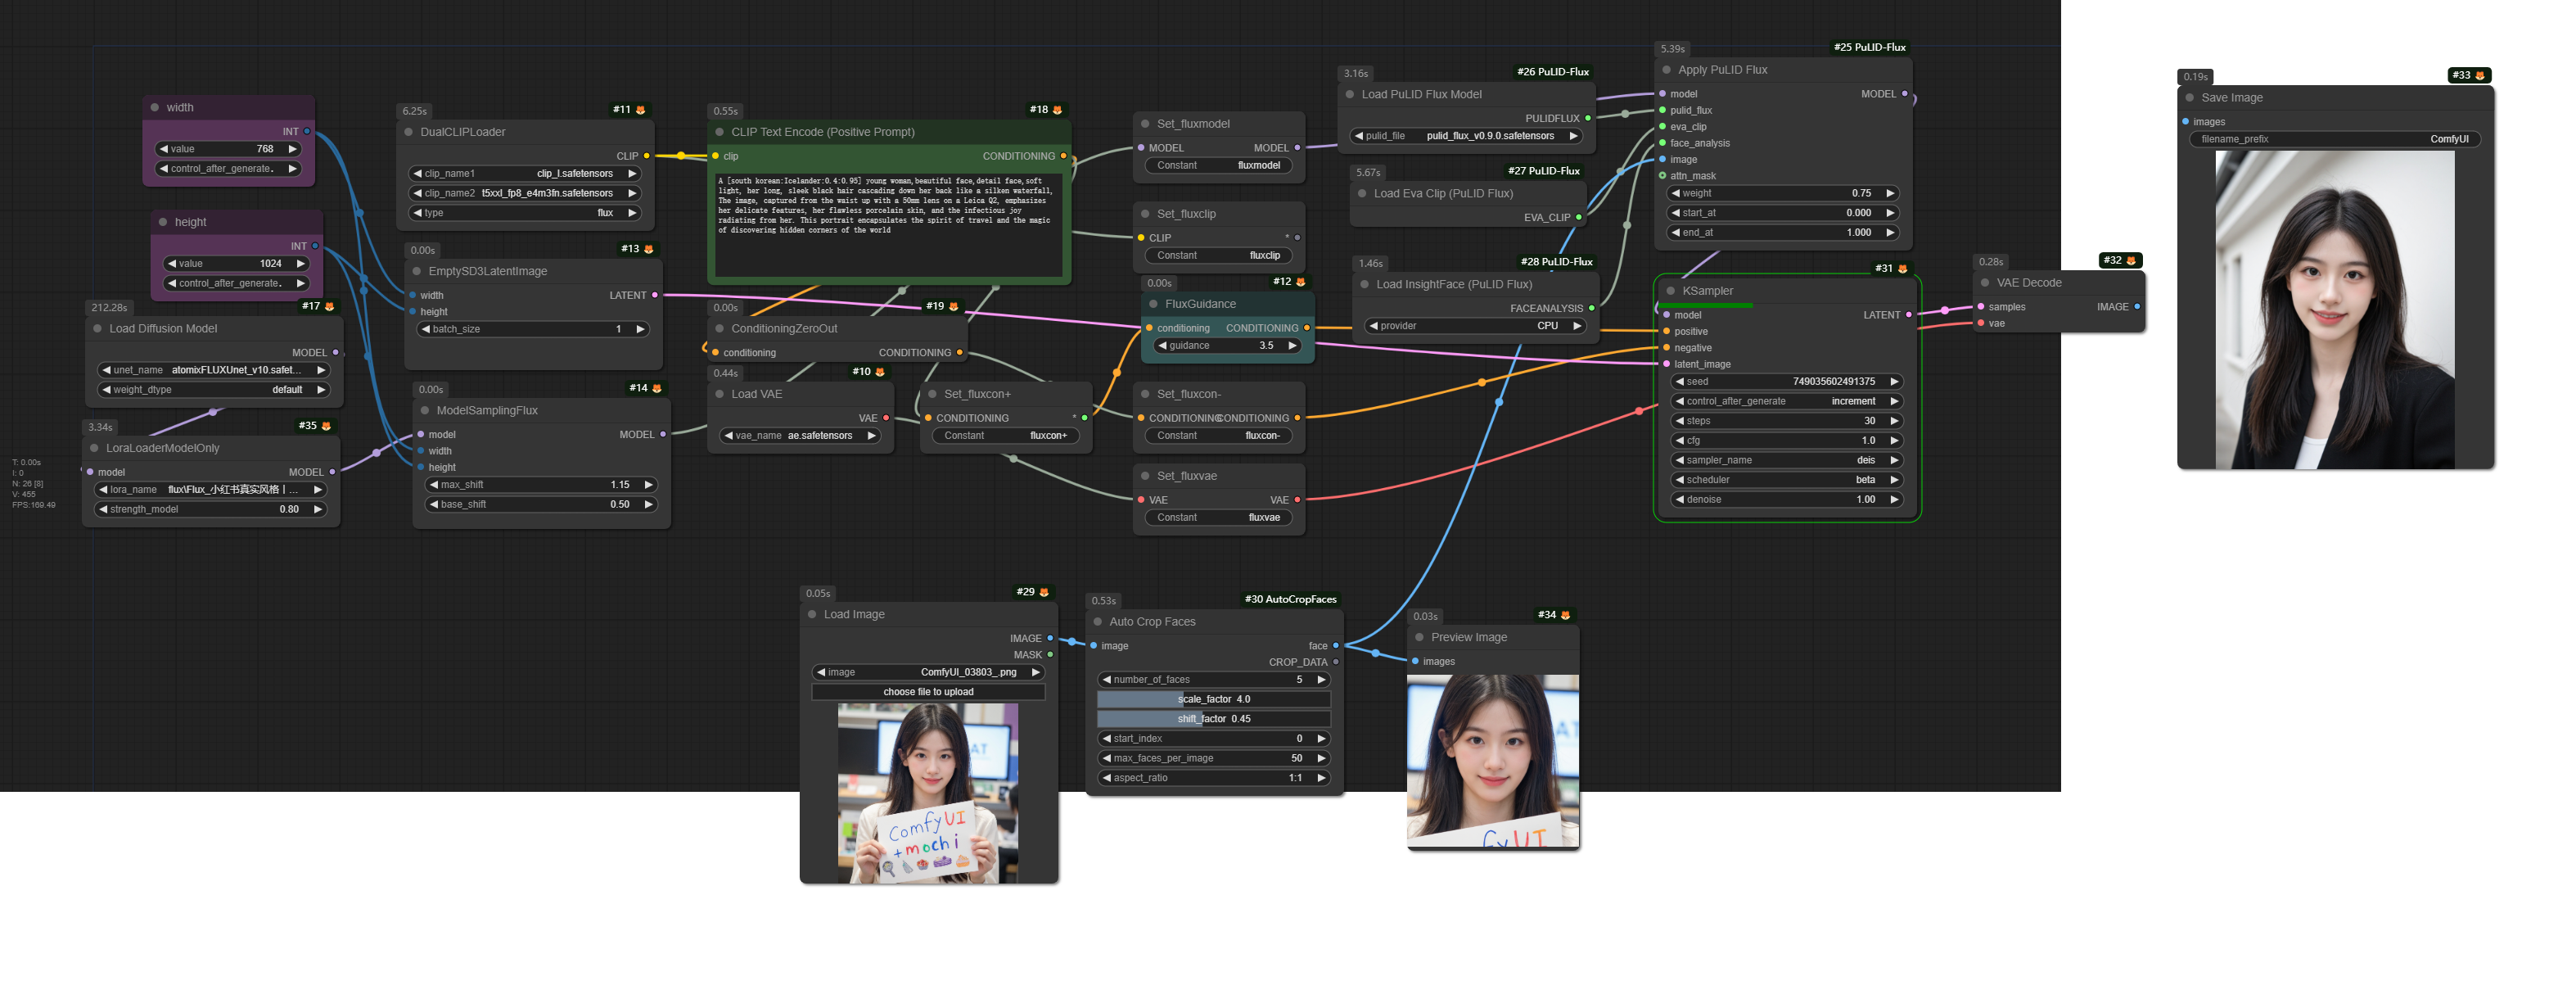 width
INT
value 768
control_after_generate.
height
INT
value 1024
control_after_generate.
212.28s
#17
Load Diffusion Model
MODEL
unet_name atomixFLUXUnet_v10.safet...
weight_dtype default
3.34s
#35
LoraLoaderModelOnly
model MODEL
lora_name flux\Flux_小红书真实风格丨...
strength_model 0.80
T: 0.00s
I: 0
N: 26 [8]
V: 455
FPS:169.49
6.25s
#11
DualCLIPLoader
CLIP
clip_name1 clip_l.safetensors
clip_name2 t5xxl_fp8_e4m3fn.safetensors
type flux
0.00s
#13
EmptySD3LatentImage
width LATENT
height
batch_size 1
0.00s
#14
ModelSamplingFlux
model MODEL
width
height
max_shift 1.15
base_shift 0.50
0.55s
#18
CLIP Text Encode (Positive Prompt)
clip CONDITIONING
A [south korean:Icelander:0.4:0.95] young woman,beautiful face,detail face,soft
light, her long, sleek black hair cascading down her back like a silken waterfall,
The image, captured from the waist up with a 50mm lens on a Leica Q2, emphasizes
her delicate features, her flawless porcelain skin, and the infectious joy
radiating from her. This portrait encapsulates the spirit of travel and the magic
of discovering hidden corners of the world
0.00s
#19
ConditioningZeroOut
conditioning CONDITIONING
0.44s
#10
Load VAE
VAE
vae_name ae.safetensors
Set_fluxcon+
CONDITIONING *
Constant fluxcon+
Set_fluxmodel
MODEL MODEL
Constant fluxmodel
Set_fluxclip
CLIP *
Constant fluxclip
0.00s
#12
FluxGuidance
conditioning CONDITIONING
guidance 3.5
Set_fluxcon-
CONDITIONING CONDITIONING
Constant fluxcon-
Set_fluxvae
VAE VAE
Constant fluxvae
3.16s
#26 PuLID-Flux
Load PuLID Flux Model
PULIDFLUX
pulid_file pulid_flux_v0.9.0.safetensors
5.67s
#27 PuLID-Flux
Load Eva Clip (PuLID Flux)
EVA_CLIP
1.46s
#28 PuLID-Flux
Load InsightFace (PuLID Flux)
FACEANALYSIS
provider CPU
5.39s
#25 PuLID-Flux
Apply PuLID Flux
model MODEL
pulid_flux
eva_clip
face_analysis
image
attn_mask
weight 0.75
start_at 0.000
end_at 1.000
#31
KSampler
model LATENT
positive
negative
latent_image
seed 749035602491375
control_after_generate increment
steps 30
cfg 1.0
sampler_name deis
scheduler beta
denoise 1.00
0.28s
#32
VAE Decode
samples IMAGE
vae
0.19s
#33
Save Image
images
filename_prefix ComfyUI
0.05s
#29
Load Image
IMAGE
MASK
image ComfyUI_03803_.png
choose file to upload
AT
ComfyUI
+mochi
0.53s
#30 AutoCropFaces
Auto Crop Faces
image face
CROP_DATA
number_of_faces 5
scale_factor 4.0
shift_factor 0.45
start_index 0
max_faces_per_image 50
aspect_ratio 1:1
0.03s
#34
Preview Image
images
fyUI